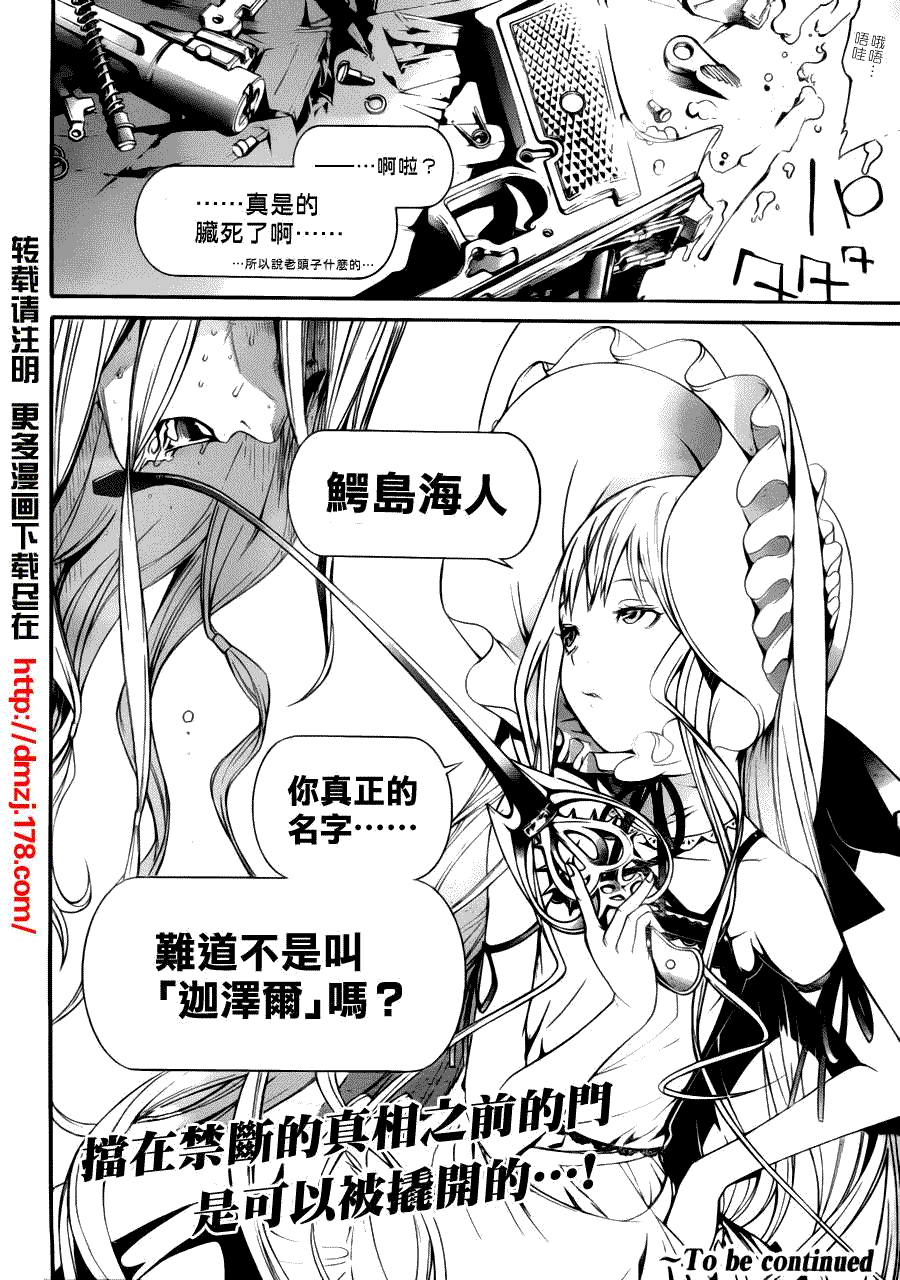 哦唔…
唔哇
——…啊啦？
……真是的
臟死了啊……
…所以說老頭子什麼的…
鰐島海人
你真正的
名字……
難道不是叫
「迦澤爾」嗎？
擋在禁斷的真相之前的門
是可以被撬開的…!
~To be continued
转载请注明 更多漫画下载尽在 http://dmzj.178.com/